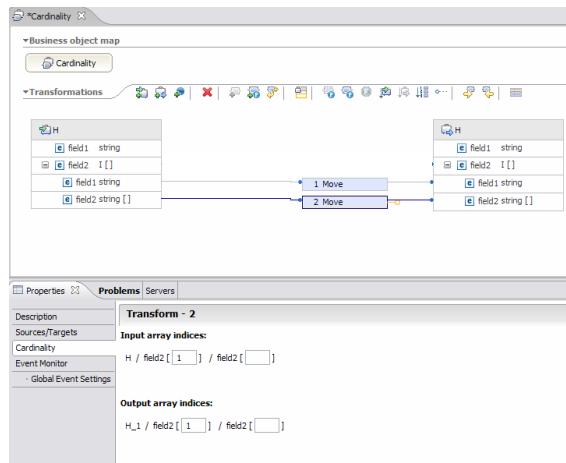 *Cardinality
Business object map
Cardinality
Transformations
H
H
field1 string
field1 string
field2 I [ ]
field2 I [ ]
field1 string
1 Move
field1 string
field2 string [ ]
2 Move
field2 string [ ]
Properties Problems Servers
Description
Sources/Targets
Cardinality
Event Monitor
- Global Event Settings
Transform - 2
Input array indices:
H / field2 [ 1 ] / field2 [ ]
Output array indices:
H_1 / field2 [ 1 ] / field2 [ ]